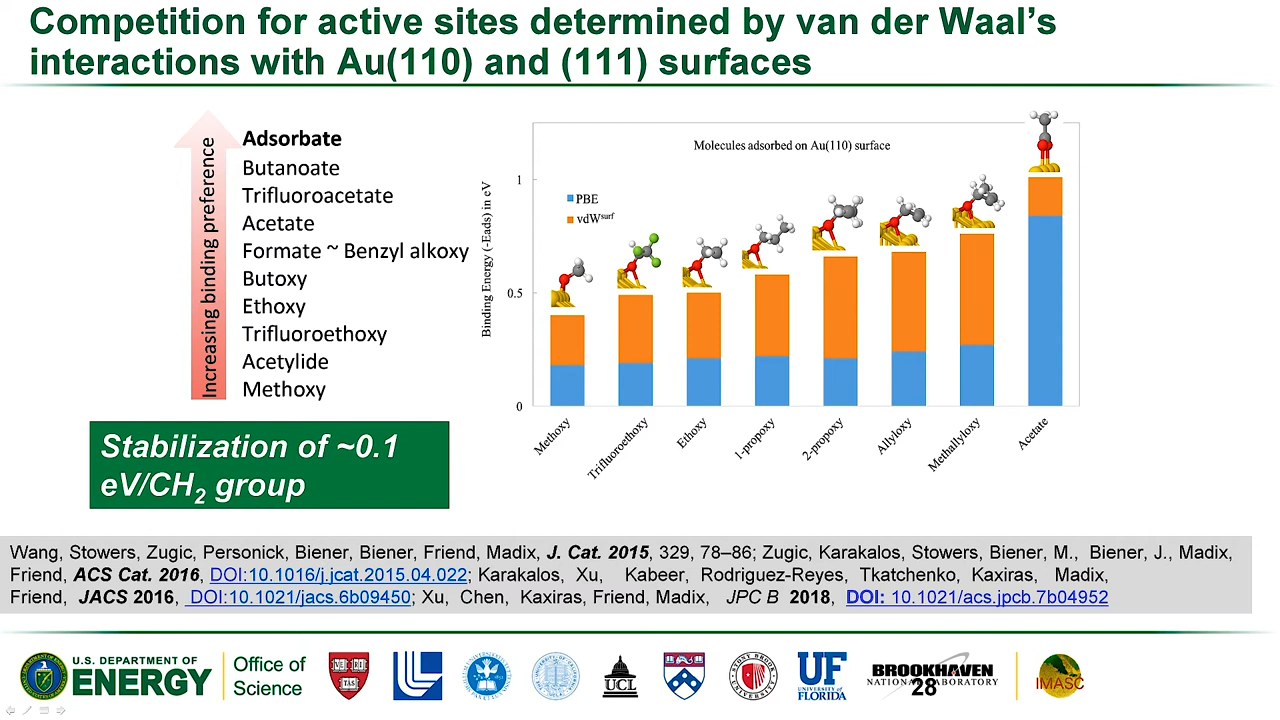 Competition for active sites determined by van der Waal’s
interactions with Au(110) and (111) surfaces
Increasing binding preference
Adsorbate
Butanoate
Trifluoroacetate
Acetate
Formate ~ Benzyl alkoxy
Butoxy
Ethoxy
Trifluoroethoxy
Acetylide
Methoxy
Stabilization of ~0.1
eV/CH2 group
Molecules adsorbed on Au(110) surface
PBE
vdWsurf
Binding Energy (-Eads) in eV
1
0.5
0
Methoxy
Trifluoroethoxy
Ethoxy
1-propoxy
2-propoxy
Allyloxy
Methallyloxy
Acetate
Wang, Stowers, Zugic, Personick, Biener, Biener, Friend, Madix, J. Cat. 2015, 329, 78–86; Zugic, Karakalos, Stowers, Biener, M., Biener, J., Madix,
Friend, ACS Cat. 2016, DOI:10.1016/j.jcat.2015.04.022; Karakalos, Xu, Kabeer, Rodriguez-Reyes, Tkatchenko, Kaxiras, Madix,
Friend, JACS 2016, DOI:10.1021/jacs.6b09450; Xu, Chen, Kaxiras, Friend, Madix, JPC B 2018, DOI: 10.1021/acs.jpcb.7b04952
U.S. DEPARTMENT OF
ENERGY
Office of
Science
VE RI
TAS
UCL
STONY BROOK
UNIVERSITY
UF
UNIVERSITY of
FLORIDA
BROOKHAVEN
NATIONAL LABORATORY
28
IMASC